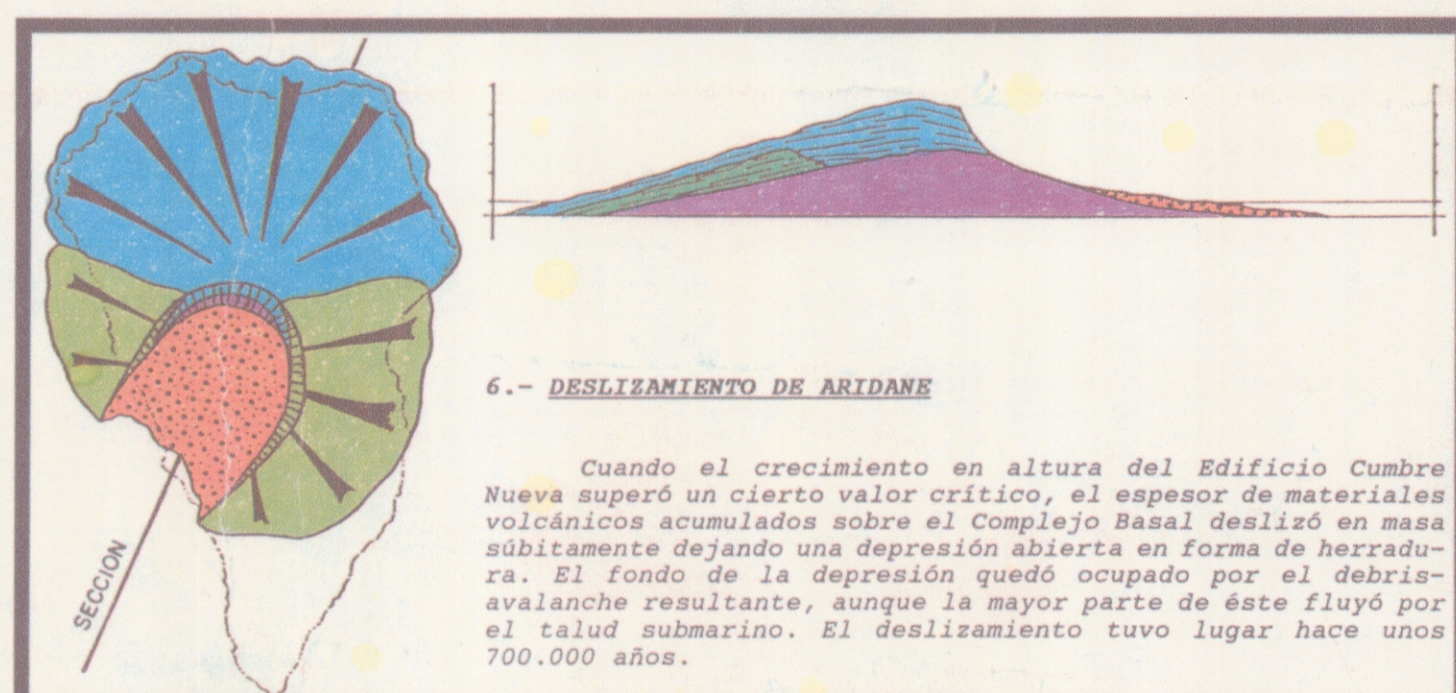 SECCION
6.- DESLIZAMIENTO DE ARIDANE
Cuando el crecimiento en altura del Edificio Cumbre
Nueva superó un cierto valor crítico, el espesor de materiales
volcánicos acumulados sobre el Complejo Basal deslizó en masa
súbitamente dejando una depresión abierta en forma de herradu-
ra. El fondo de la depresión quedó ocupado por el debris-
avalanche resultante, aunque la mayor parte de éste fluyó por
el talud submarino. El deslizamiento tuvo lugar hace unos
700.000 años.